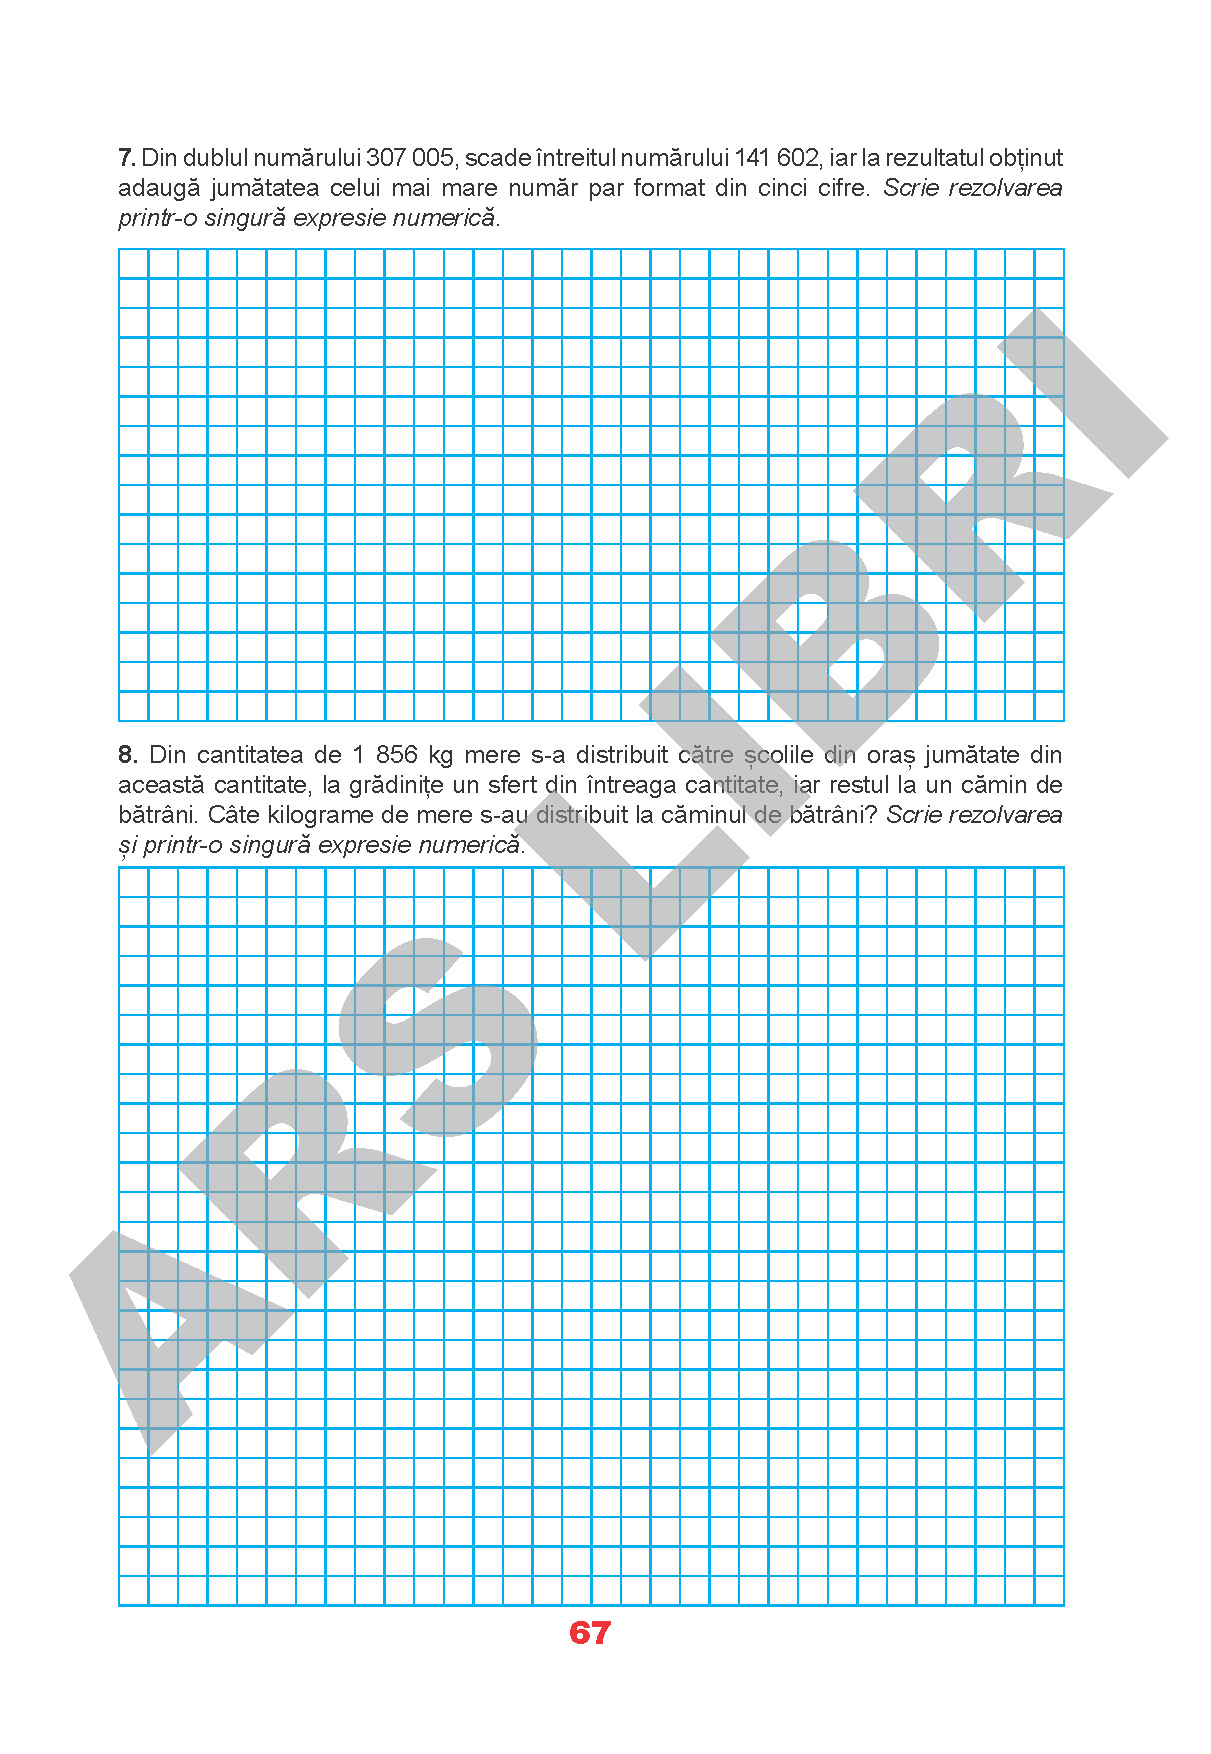 7. Din dublul numărului 307 005, scade întreitul numărului 141 602, iar la rezultatul obținut
adaugă jumătatea celui mai mare număr par format din cinci cifre. Scrie rezolvarea
printr-o singură expresie numerică.
8. Din cantitatea de 1 856 kg mere s-a distribuit către școlile din oraș jumătate din
această cantitate, la grădinițe un sfert din întreaga cantitate, iar restul la un cămin de
bătrâni. Câte kilograme de mere s-au distribuit la căminul de bătrâni? Scrie rezolvarea
și printr-o singură expresie numerică.
ARS LIBRI
67